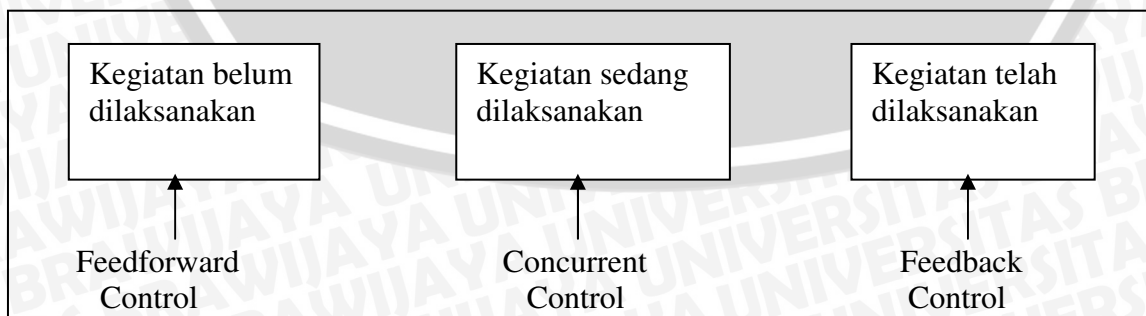 Kegiatan belum
dilaksanakan
Kegiatan sedang
dilaksanakan
Kegiatan telah
dilaksanakan
Feedforward
Control
Concurrent
Control
Feedback
Control